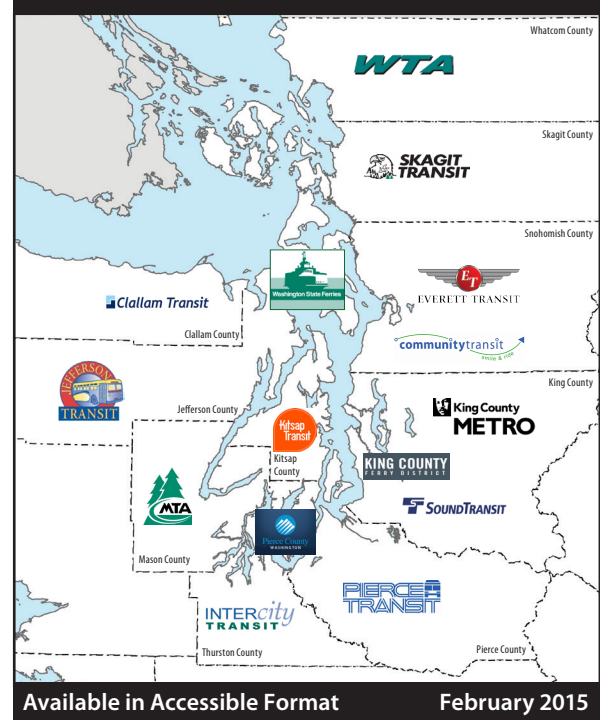 Whatcom County
WTA
Skagit County
SKAGIT
TRANSIT
Snohomish County
Washington State Ferries
ET
EVERETT TRANSIT
Clallam Transit
Clallam County
communitytransit
smile & ride
JEFFERSON
TRANSIT
King County
Jefferson County
King County
METRO
Kitsap
Transit
Kitsap
County
KING COUNTY
FERRY DISTRICT
MTA
SOUNDTRANSIT
Pierce County
WASHINGTON
Mason County
PIERCE
TRANSIT
INTERcity
TRANSIT
Thurston County
Pierce County
Available in Accessible Format
February 2015